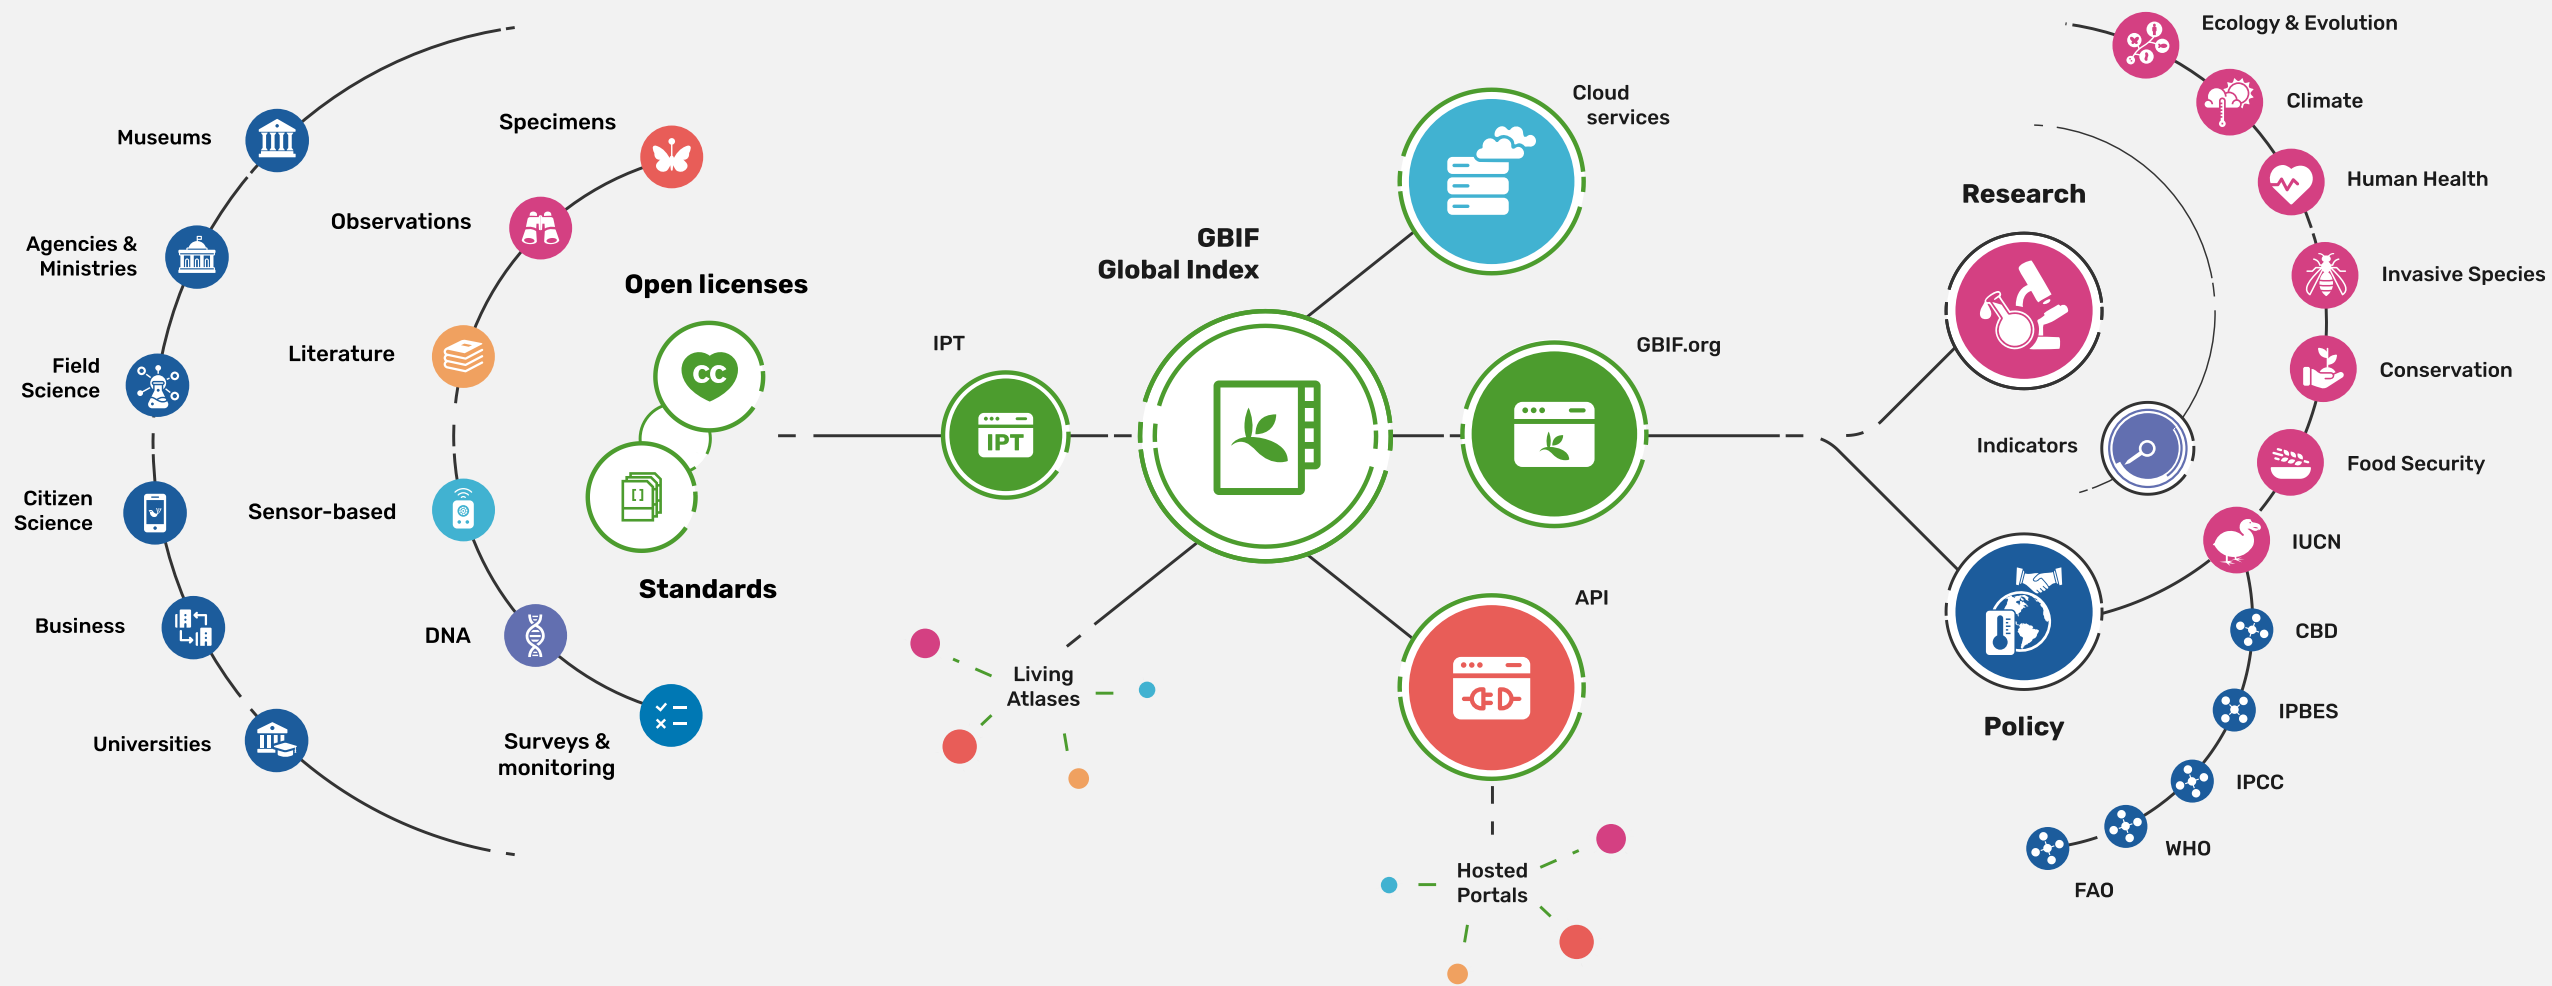 Museums
Agencies &
Ministries
Field
Science
Citizen
Science
Business
Universities
Specimens
Observations
Literature
Sensor-based
DNA
Surveys &
monitoring
Open licenses
CC
[ ]
Standards
IPT
IPT
GBIF
Global Index
Cloud
services
GBIF.org
API
Living
Atlases
Hosted
Portals
Research
Indicators
Policy
Ecology & Evolution
Climate
Human Health
Invasive Species
Conservation
Food Security
IUCN
CBD
IPBES
IPCC
WHO
FAO